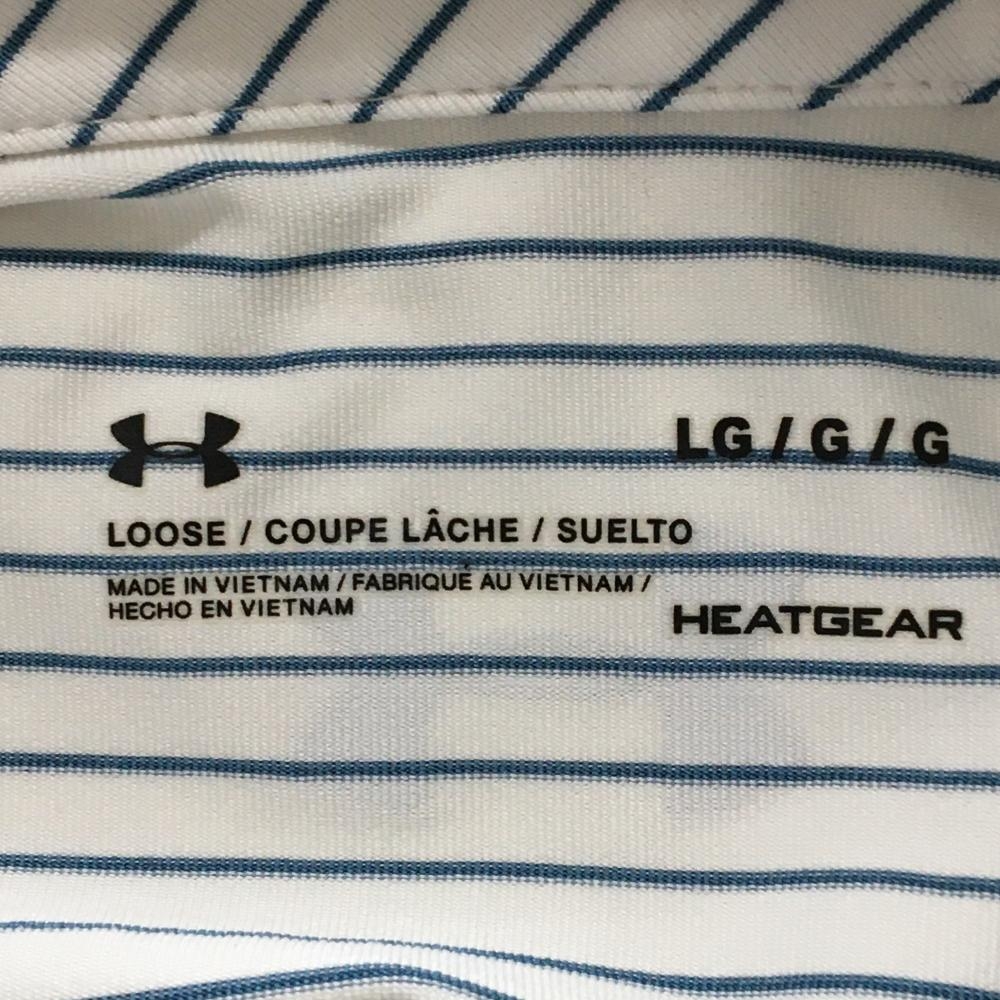 LG / G / G
LOOSE / COUPE LÂCHE / SUELTO
MADE IN VIETNAM / FABRIQUÉ AU VIETNAM /
HECHO EN VIETNAM
HEATGEAR